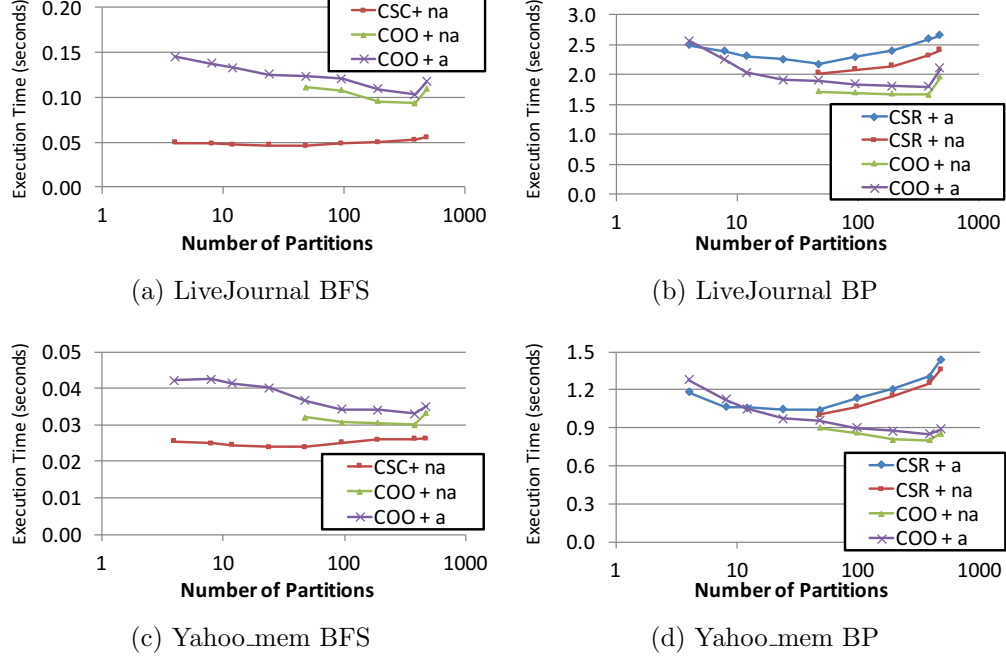 Execution Time (seconds)
0.20
0.15
0.10
0.05
0.00
1
10
100
1000
Number of Partitions
CSC+ na
COO + na
COO + a
(a) LiveJournal BFS
Execution Time (seconds)
3.0
2.5
2.0
1.5
1.0
0.5
0.0
1
10
100
1000
Number of Partitions
CSR + a
CSR + na
COO + na
COO + a
(b) LiveJournal BP
Execution Time (seconds)
0.05
0.04
0.03
0.02
0.01
0.00
1
10
100
1000
Number of Partitions
CSC+ na
COO + na
COO + a
(c) Yahoo_mem BFS
Execution Time (seconds)
1.5
1.2
0.9
0.6
0.3
0.0
1
10
100
1000
Number of Partitions
CSR + a
CSR + na
COO + na
COO + a
(d) Yahoo_mem BP